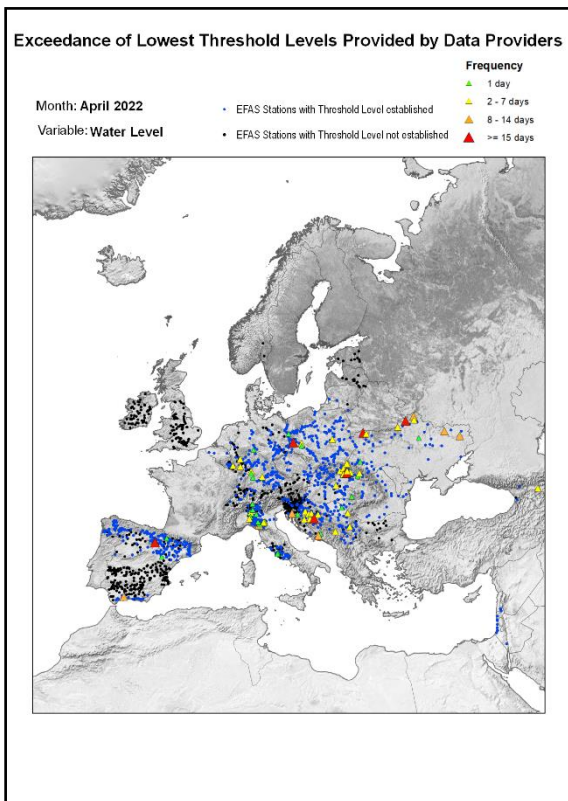 Exceedance of Lowest Threshold Levels Provided by Data Providers
Frequency
1 day
2 - 7 days
8 - 14 days
>= 15 days
Month: April 2022
Variable: Water Level
EFAS Stations with Threshold Level established
EFAS Stations with Threshold Level not established